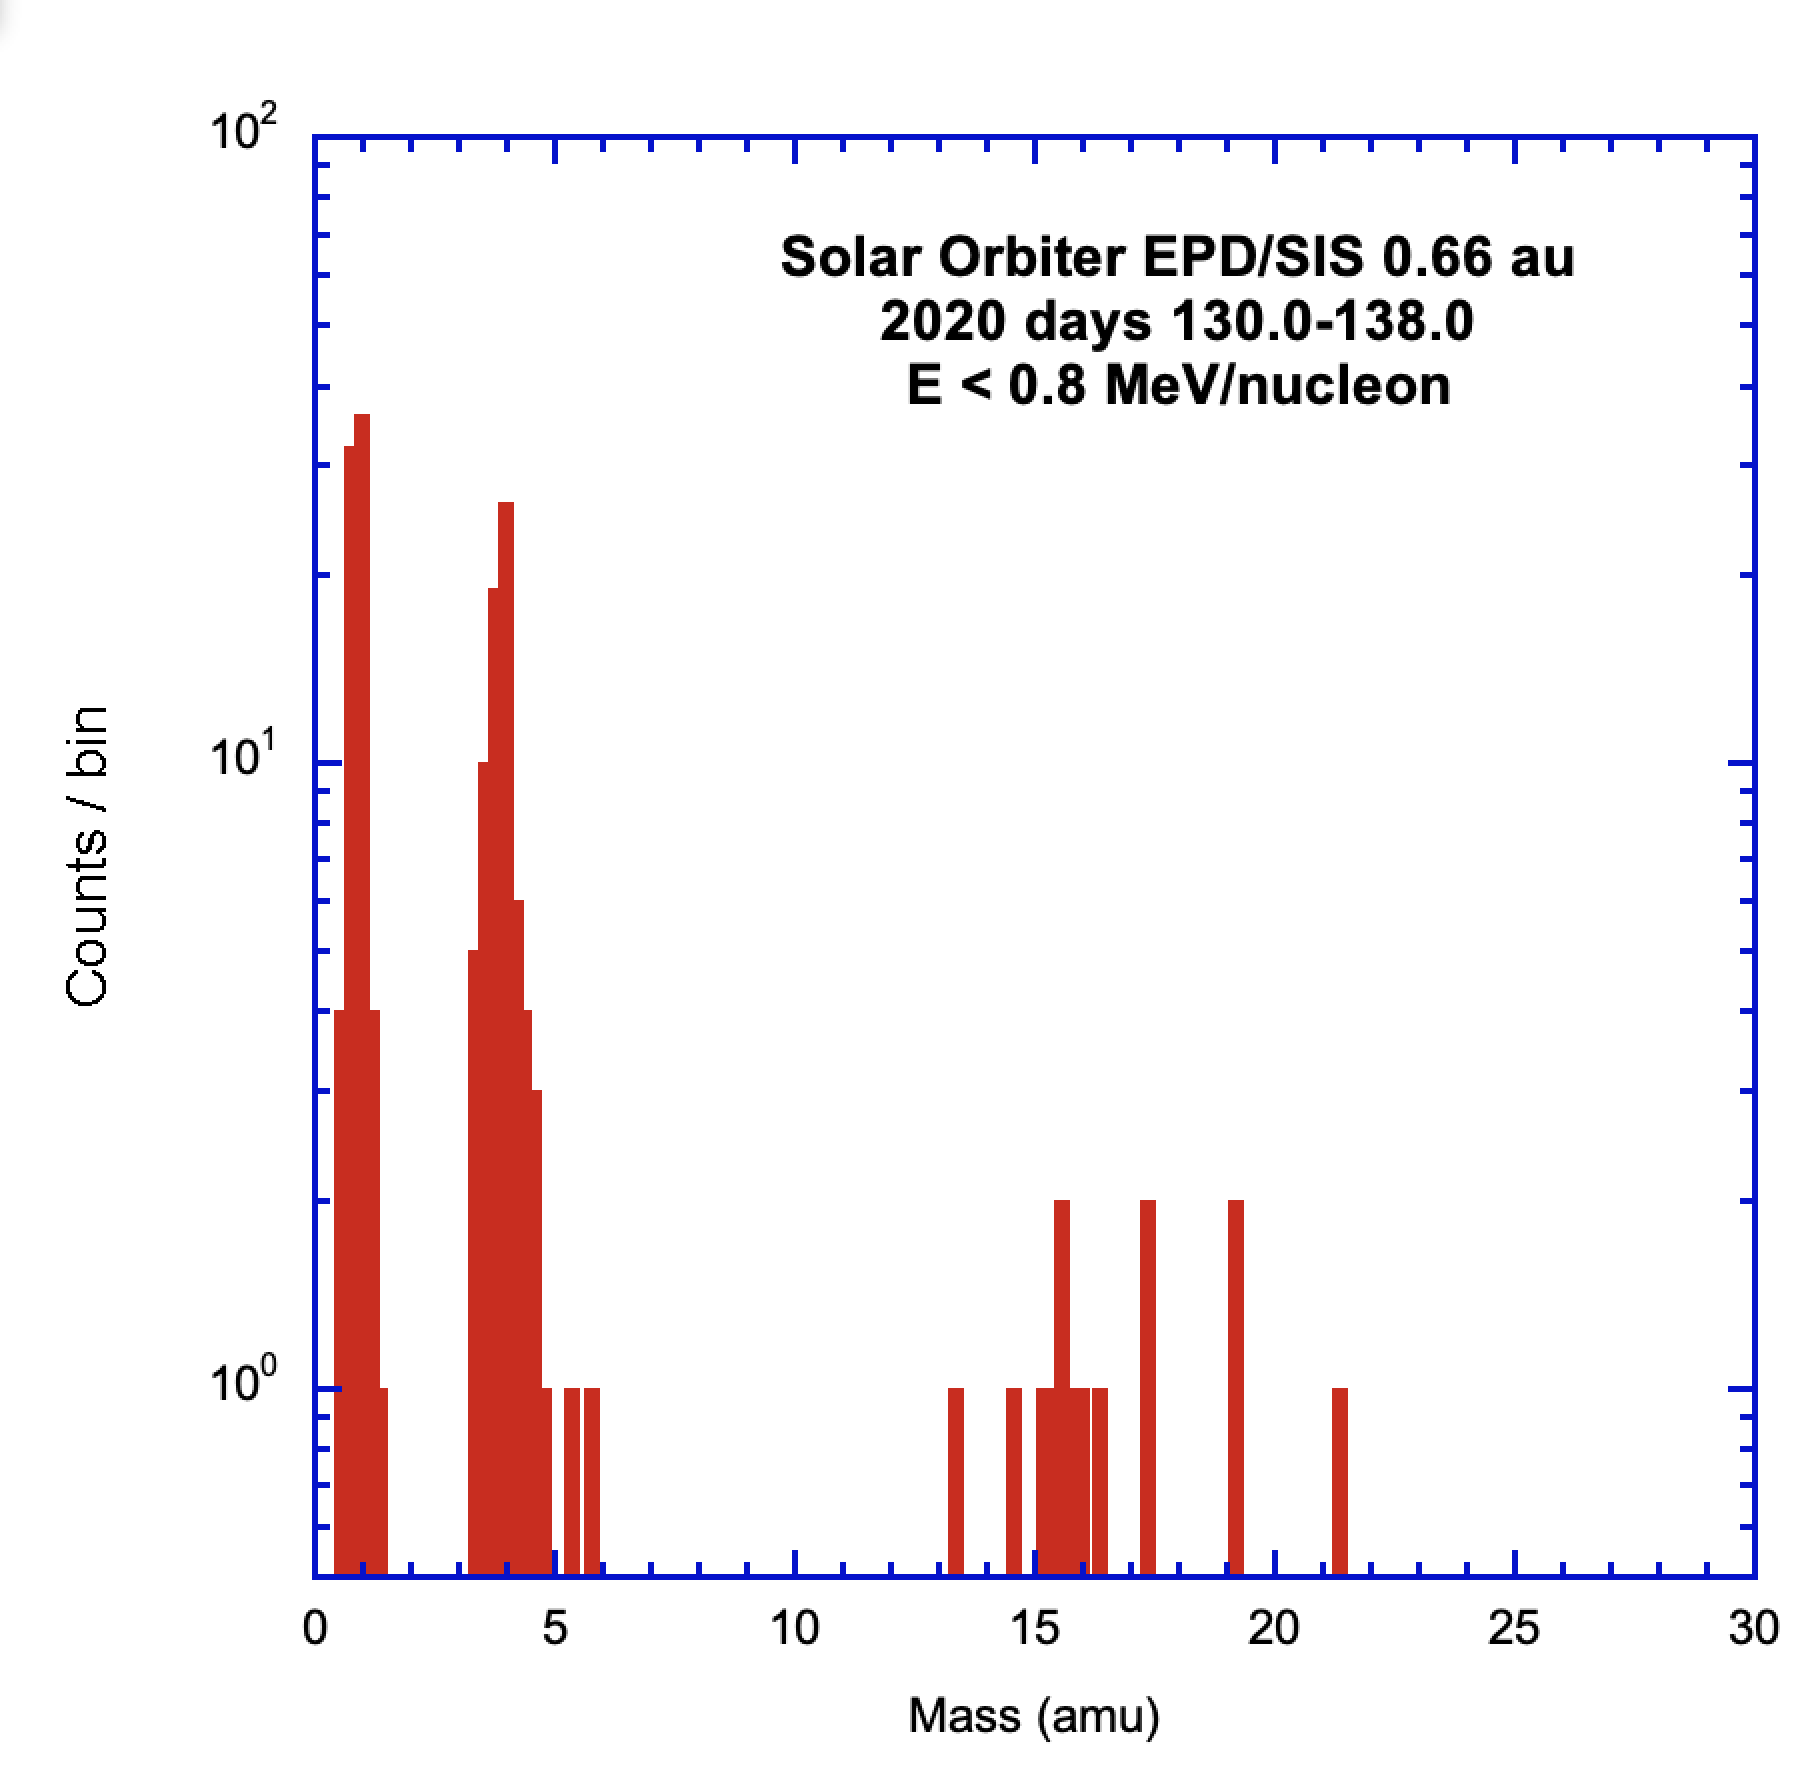 10²
Solar Orbiter EPD/SIS 0.66 au
2020 days 130.0-138.0
E < 0.8 MeV/nucleon
10¹
Counts / bin
10⁰
0 5 10 15 20 25 30
Mass (amu)